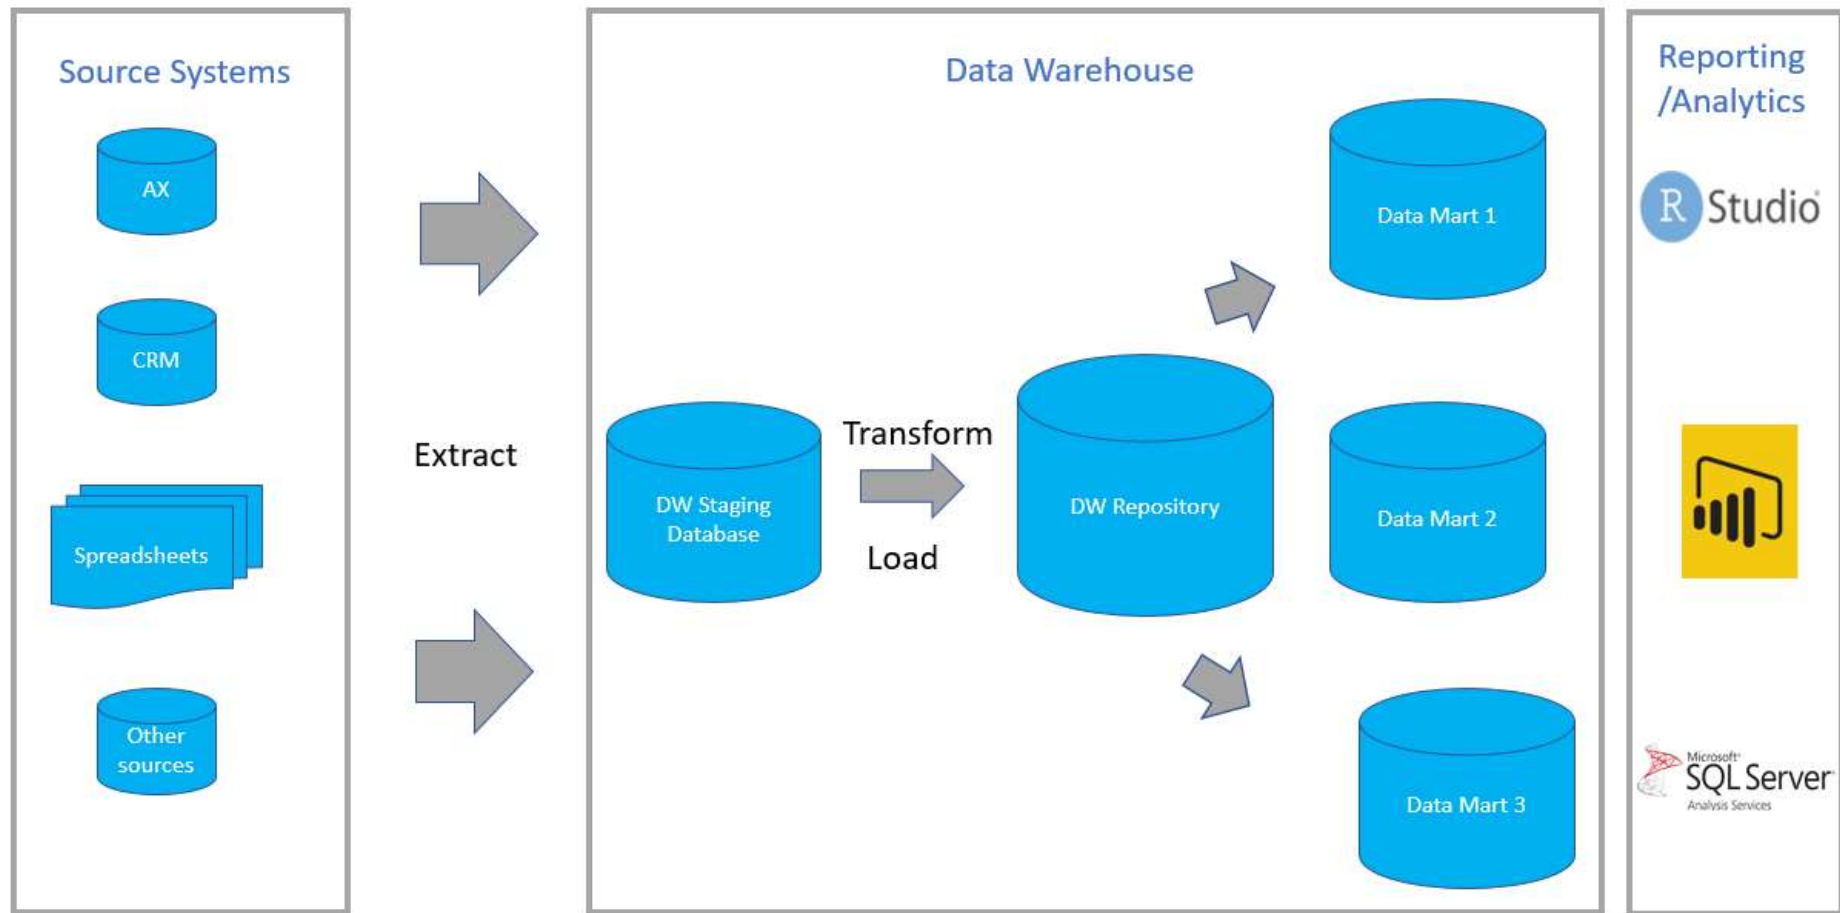 Source Systems
AX
CRM
Spreadsheets
Other
sources
Extract
Data Warehouse
DW Staging
Database
Transform
Load
DW Repository
Data Mart 1
Data Mart 2
Data Mart 3
Reporting
/Analytics
R Studio
Microsoft®
SQL Server
Analysis Services